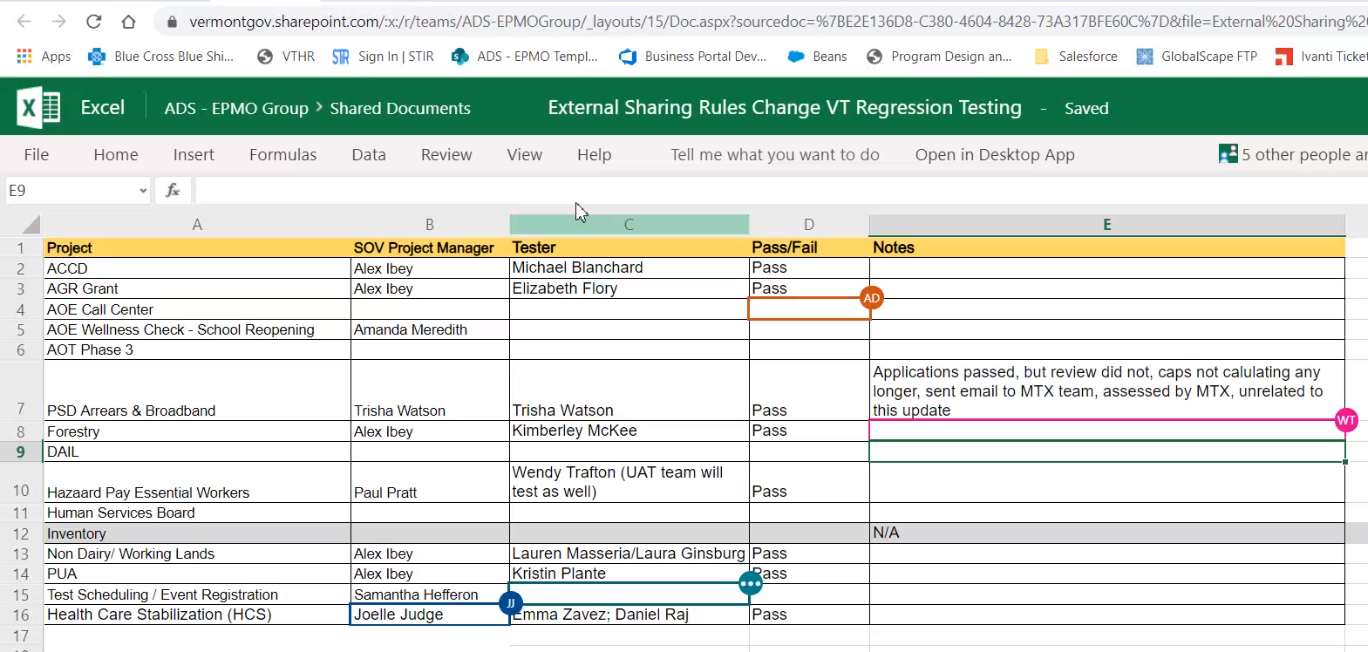 vermontgov.sharepoint.com/:x:/r/teams/ADS-EPMOGroup/_layouts/15/Doc.aspx?sourcedoc=%7BE2E136D8-C380-4604-8428-73A317BFE60C%7D&file=External%20Sharing%2
Apps Blue Cross Blue Shi... VTHR STR Sign In | STIR ADS - EPMO Templ... Business Portal Dev... Beans Program Design an... Salesforce GlobalScape FTP Ivanti Ticket
X Excel ADS - EPMO Group > Shared Documents External Sharing Rules Change VT Regression Testing - Saved
File Home Insert Formulas Data Review View Help Tell me what you want to do Open in Desktop App 5 other people ar
E9 fx
A B C D E
1 Project SOV Project Manager Tester Pass/Fail Notes
2 ACCD Alex Ibey Michael Blanchard Pass
3 AGR Grant Alex Ibey Elizabeth Flory Pass
4 AOE Call Center AD
5 AOE Wellness Check - School Reopening Amanda Meredith
6 AOT Phase 3
Applications passed, but review did not, caps not calulating any
longer, sent email to MTX team, assessed by MTX, unrelated to
7 PSD Arrears & Broadband Trisha Watson Trisha Watson Pass this update
8 Forestry Alex Ibey Kimberley McKee Pass WT
9 DAIL
Wendy Trafton (UAT team will
10 Hazaard Pay Essential Workers Paul Pratt test as well) Pass
11 Human Services Board
12 Inventory N/A
13 Non Dairy/ Working Lands Alex Ibey Lauren Masseria/Laura Ginsburg Pass
14 PUA Alex Ibey Kristin Plante Pass
15 Test Scheduling / Event Registration Samantha Hefferon
16 Health Care Stabilization (HCS) Joelle Judge JJ Emma Zavez; Daniel Raj Pass
17